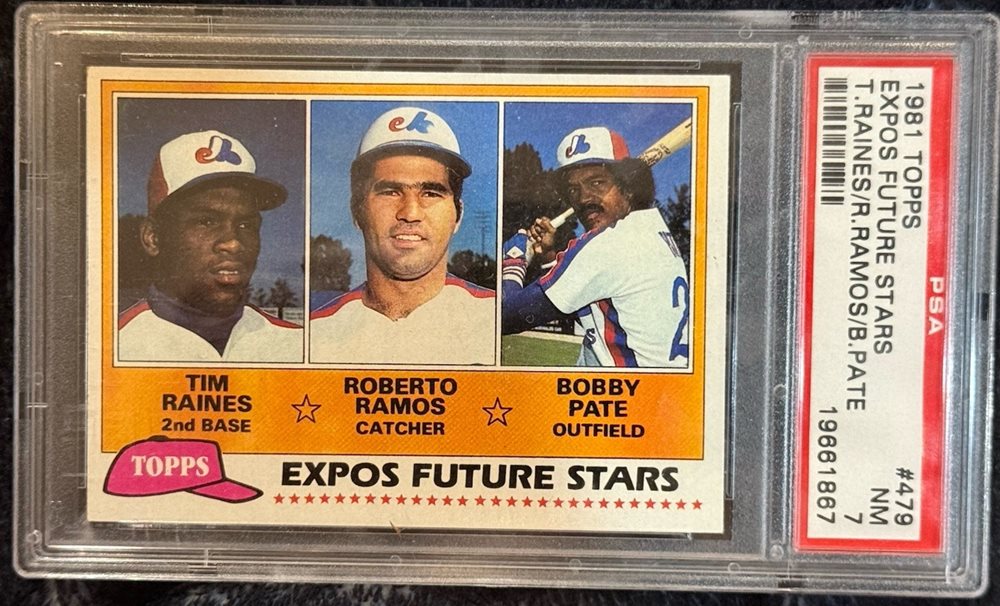 TIM
RAINES
2nd BASE
ROBERTO
RAMOS
CATCHER
BOBBY
PATE
OUTFIELD
TOPPS
EXPOS FUTURE STARS
PSA
1981 TOPPS
EXPOS FUTURE STARS
T.RAINES/R.RAMOS/B.PATE
#479
NM
7
19661867